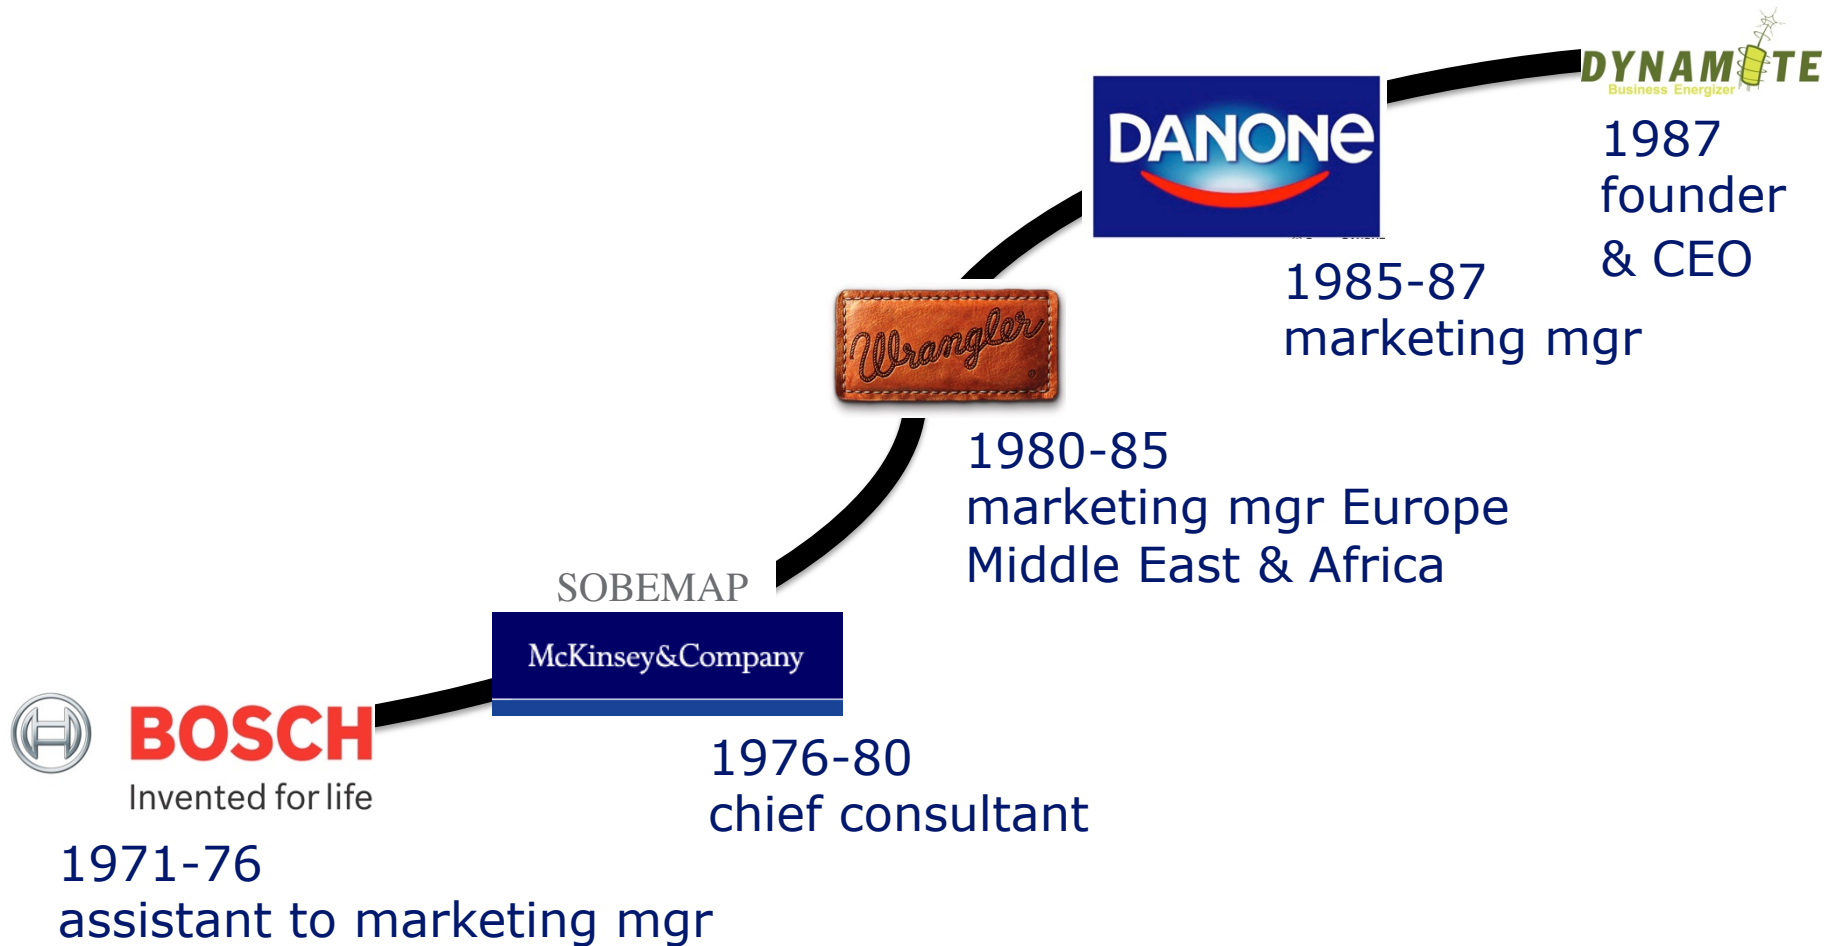 DYNAMITE
Business Energizer
1987
founder
& CEO
DANONE
1985-87
marketing mgr
Wrangler
®
1980-85
marketing mgr Europe
Middle East & Africa
SOBEMAP
McKinsey&Company
1976-80
chief consultant
BOSCH
Invented for life
1971-76
assistant to marketing mgr